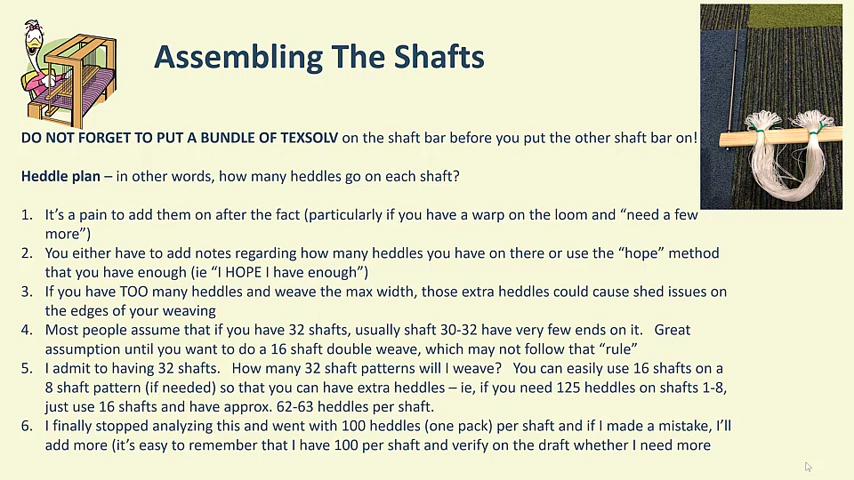 Assembling The Shafts
DO NOT FORGET TO PUT A BUNDLE OF TEXSOLV on the shaft bar before you put the other shaft bar on!
Heddle plan – in other words, how many heddles go on each shaft?
1. It's a pain to add them on after the fact (particularly if you have a warp on the loom and "need a few
more")
2. You either have to add notes regarding how many heddles you have on there or use the "hope" method
that you have enough (ie "I HOPE I have enough")
3. If you have TOO many heddles and weave the max width, those extra heddles could cause shed issues on
the edges of your weaving
4. Most people assume that if you have 32 shafts, usually shaft 30-32 have very few ends on it. Great
assumption until you want to do a 16 shaft double weave, which may not follow that "rule"
5. I admit to having 32 shafts. How many 32 shaft patterns will I weave? You can easily use 16 shafts on a
8 shaft pattern (if needed) so that you can have extra heddles – ie, if you need 125 heddles on shafts 1-8,
just use 16 shafts and have approx. 62-63 heddles per shaft.
6. I finally stopped analyzing this and went with 100 heddles (one pack) per shaft and if I made a mistake, I'll
add more (it's easy to remember that I have 100 per shaft and verify on the draft whether I need more